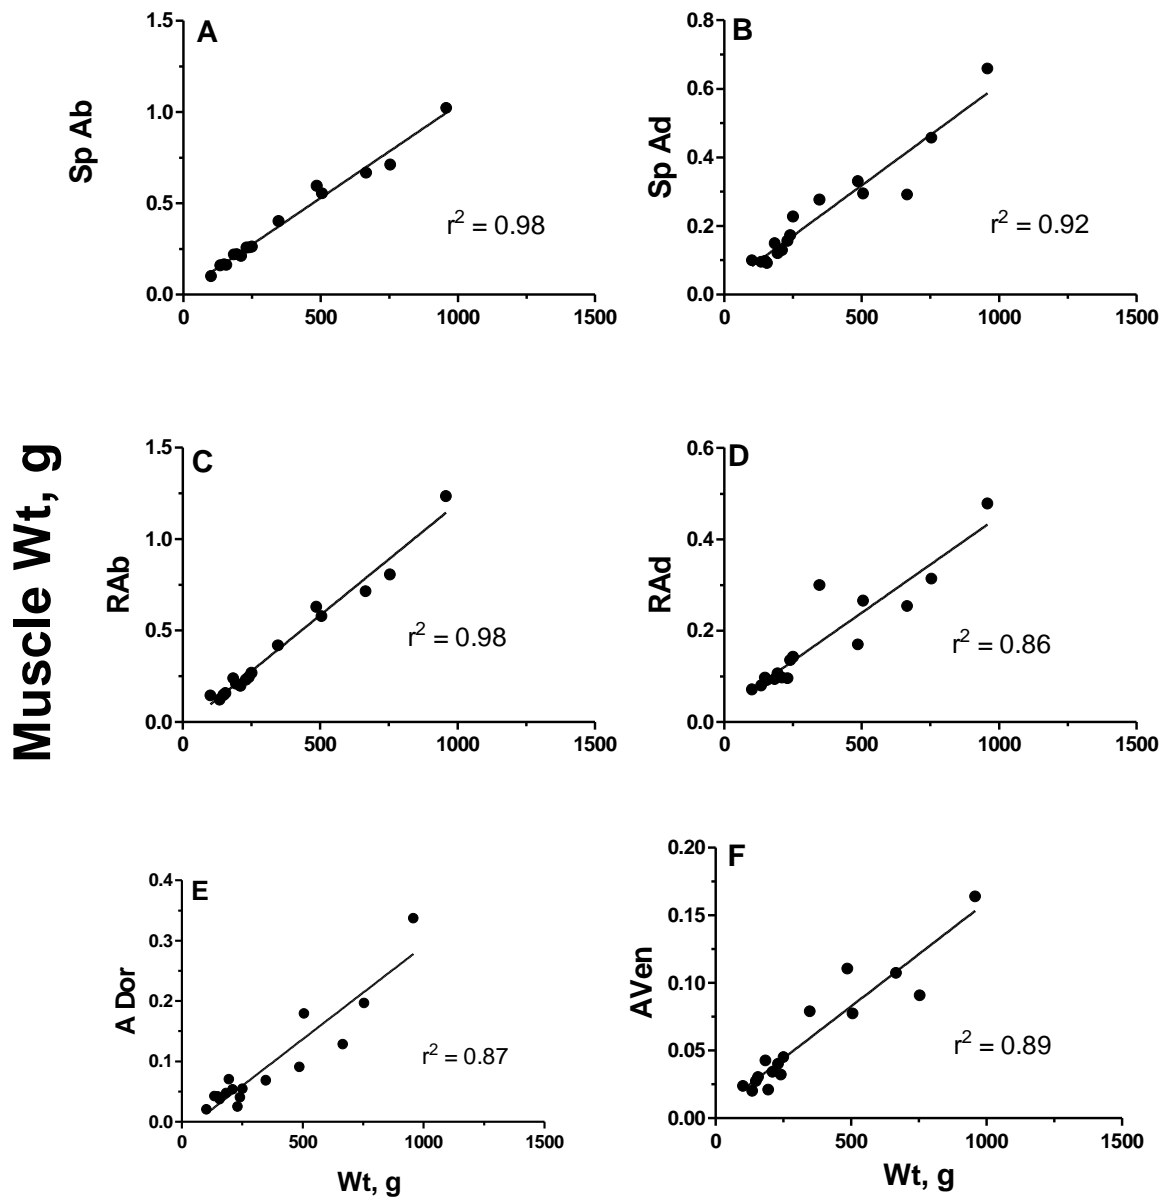 Muscle Wt, g
A
Sp Ab
1.5
1.0
0.5
0.0
0 500 1000 1500
r2 = 0.98
B
Sp Ad
0.8
0.6
0.4
0.2
0.0
0 500 1000 1500
r2 = 0.92
C
RAb
1.5
1.0
0.5
0.0
0 500 1000 1500
r2 = 0.98
D
RAd
0.6
0.4
0.2
0.0
0 500 1000 1500
r2 = 0.86
E
A Dor
0.4
0.3
0.2
0.1
0.0
0 500 1000 1500
r2 = 0.87
Wt, g
F
AVen
0.20
0.15
0.10
0.05
0.00
0 500 1000 1500
r2 = 0.89
Wt, g